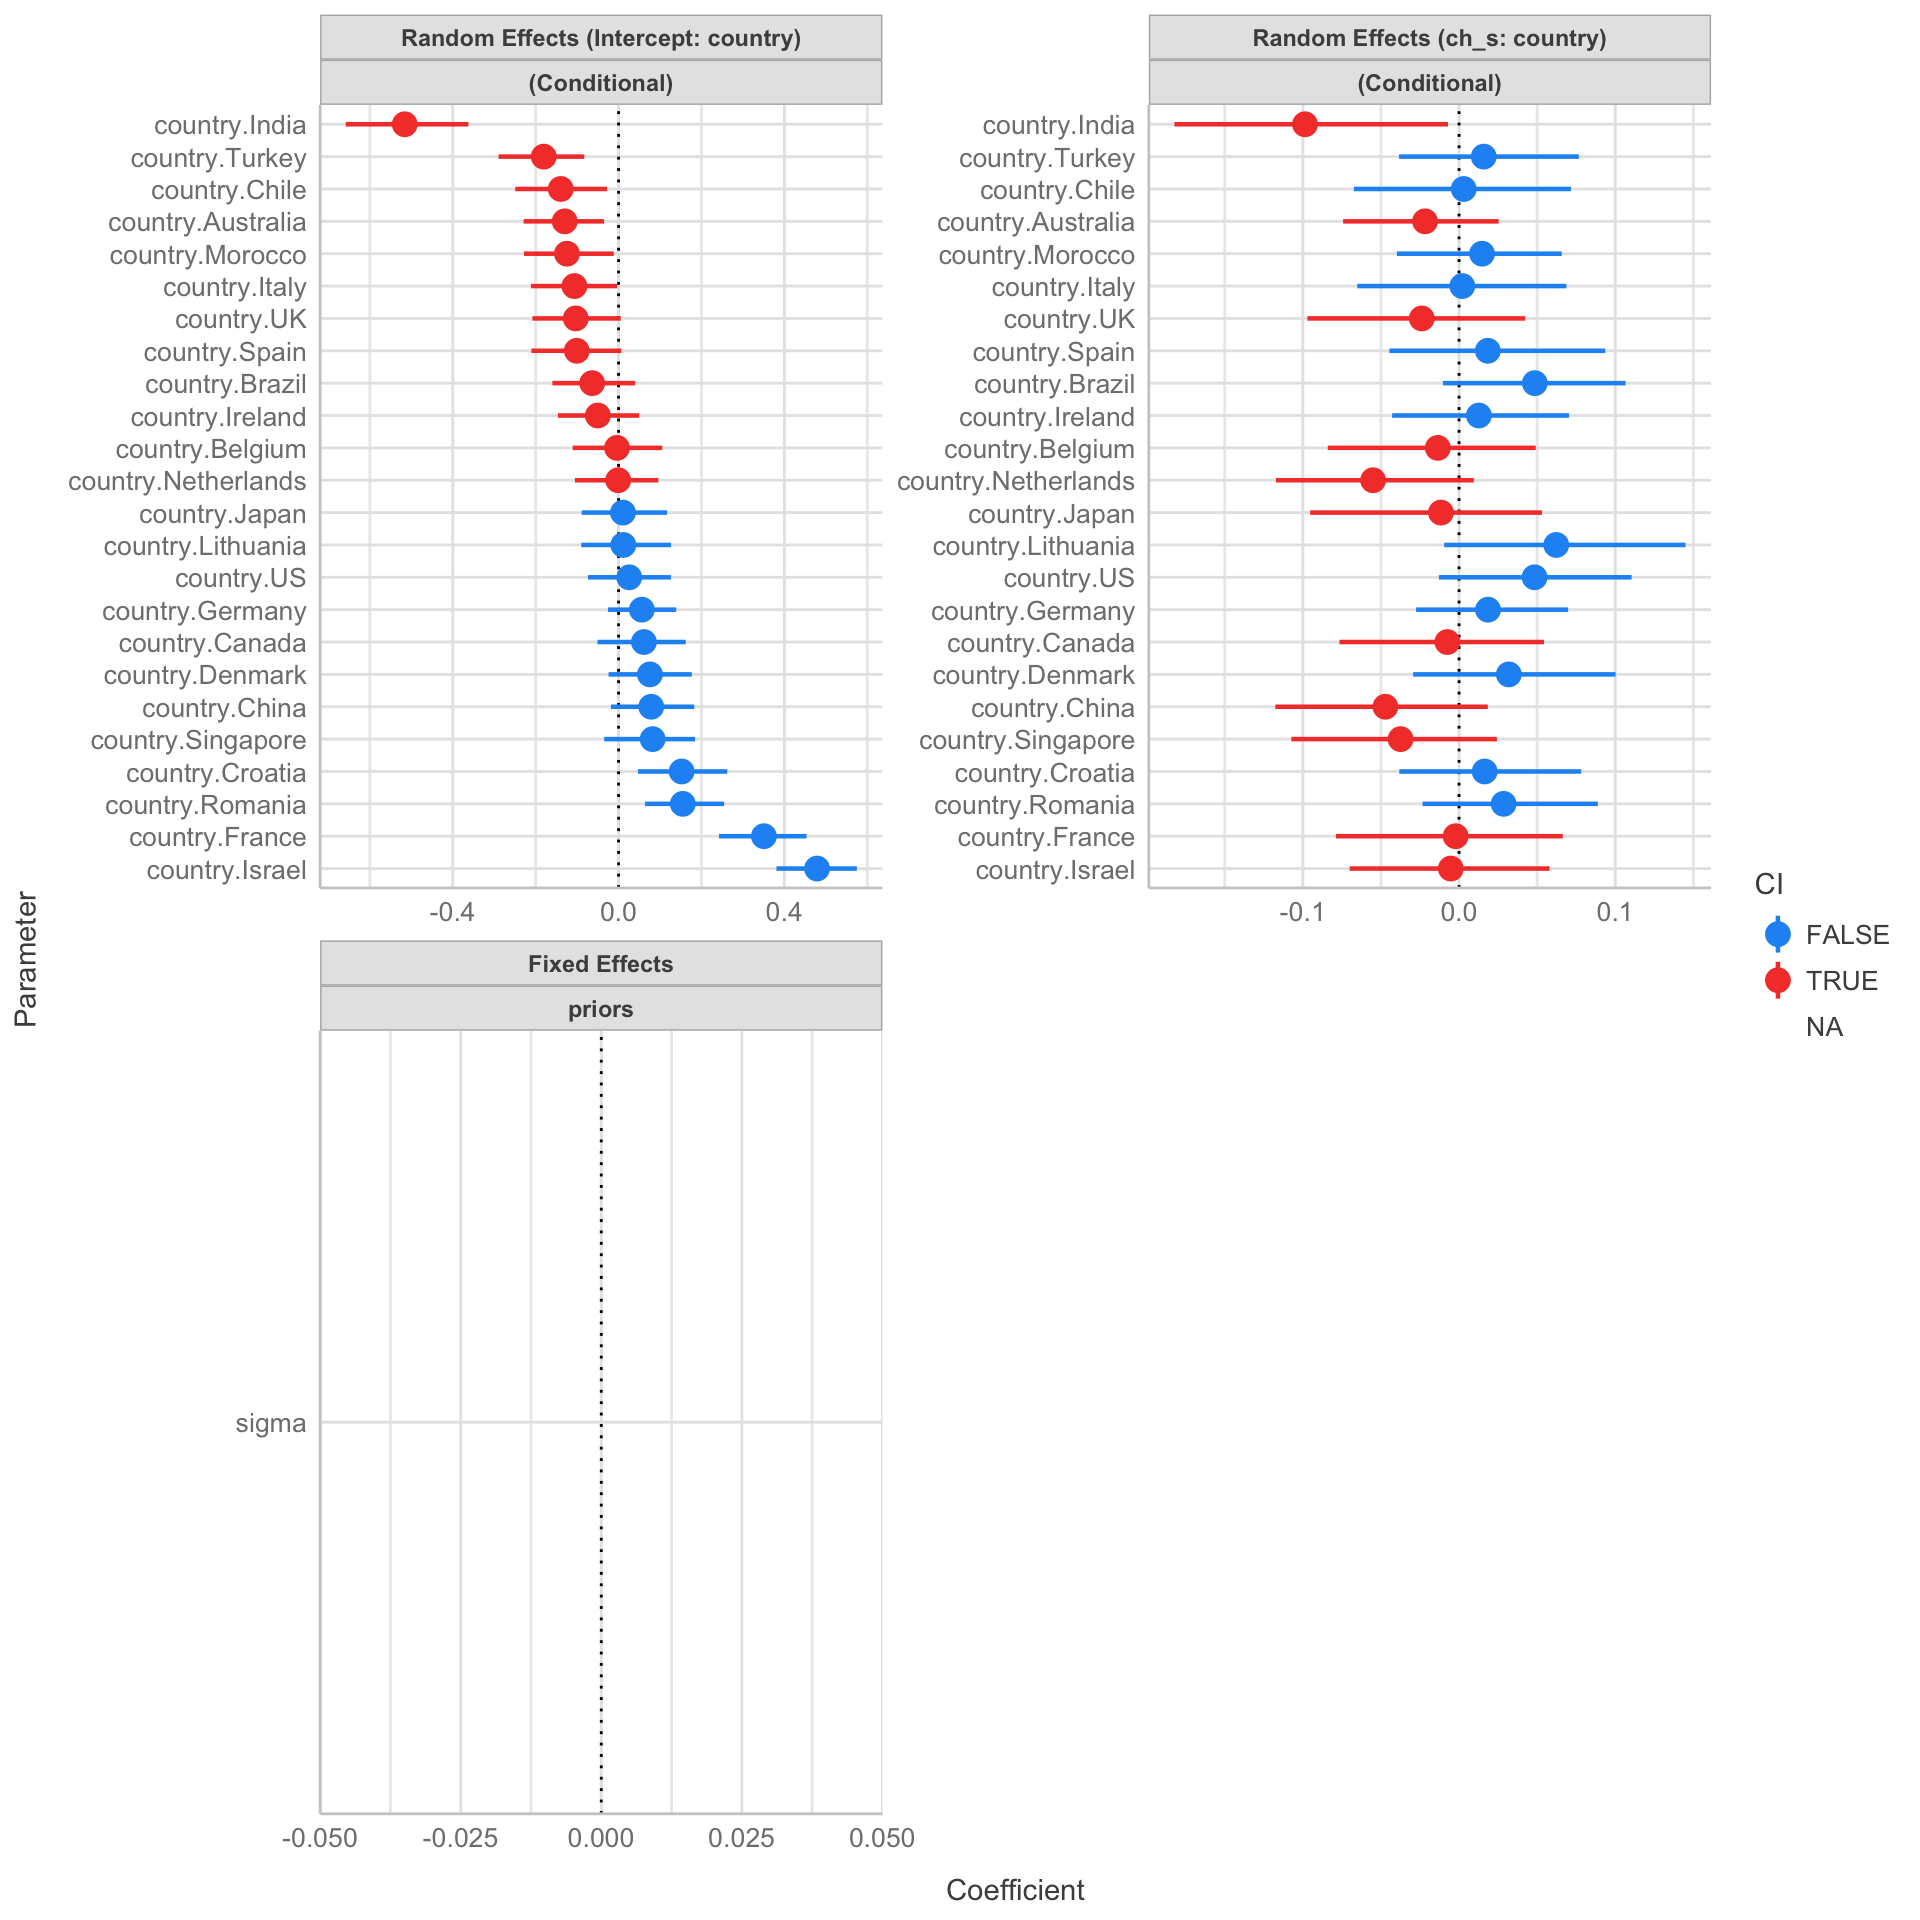 Random Effects (Intercept: country)
(Conditional)
country.India
country.Turkey
country.Chile
country.Australia
country.Morocco
country.Italy
country.UK
country.Spain
country.Brazil
country.Ireland
country.Belgium
country.Netherlands
country.Japan
country.Lithuania
country.US
country.Germany
country.Canada
country.Denmark
country.China
country.Singapore
country.Croatia
country.Romania
country.France
country.Israel
-0.4 0.0 0.4
Random Effects (ch_s: country)
(Conditional)
country.India
country.Turkey
country.Chile
country.Australia
country.Morocco
country.Italy
country.UK
country.Spain
country.Brazil
country.Ireland
country.Belgium
country.Netherlands
country.Japan
country.Lithuania
country.US
country.Germany
country.Canada
country.Denmark
country.China
country.Singapore
country.Croatia
country.Romania
country.France
country.Israel
-0.1 0.0 0.1
Fixed Effects
priors
sigma
-0.050 -0.025 0.000 0.025 0.050
Parameter
Coefficient
CI
FALSE
TRUE
NA